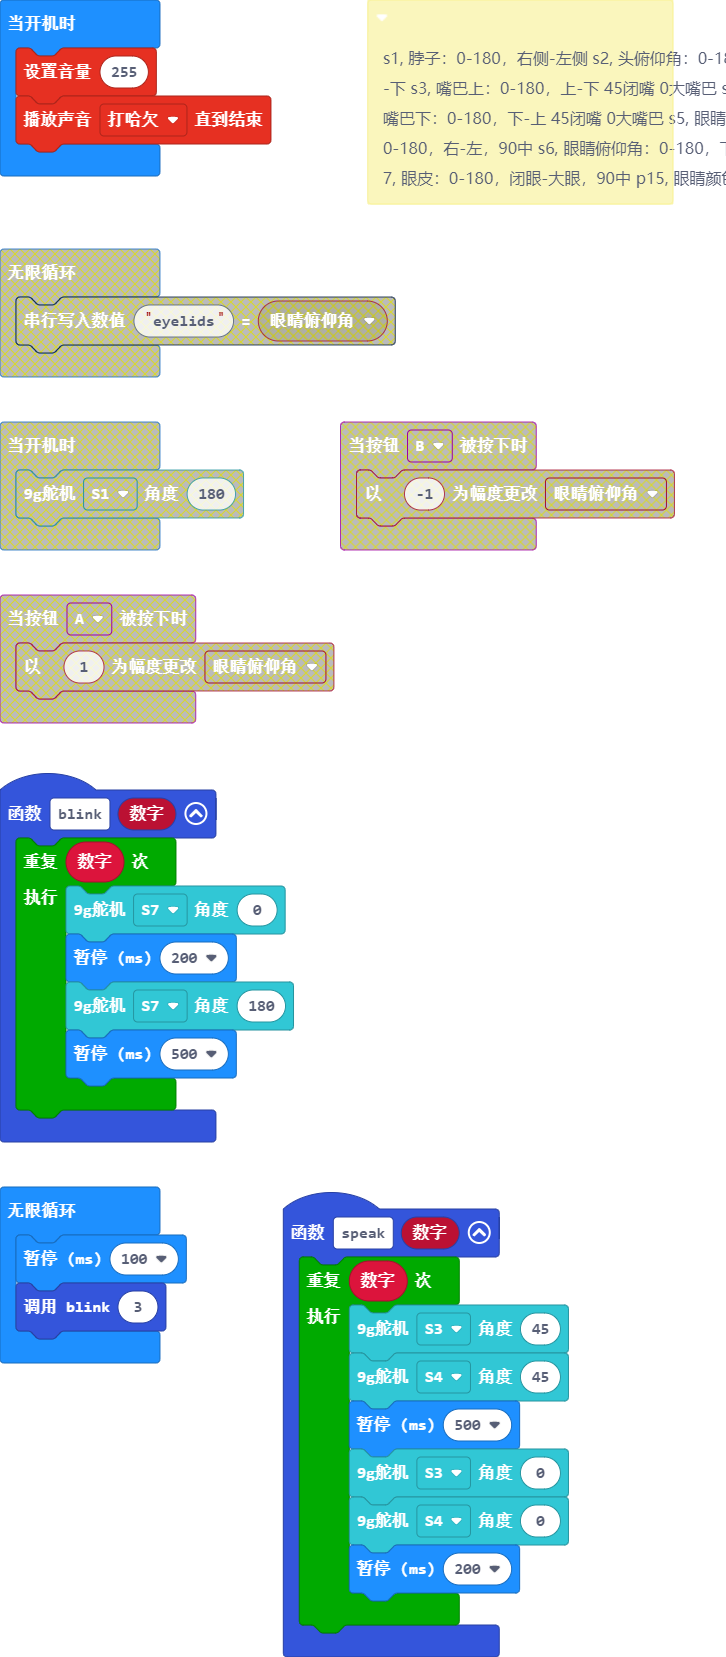 当开机时
设置音量 255
播放声音 打哈欠 直到结束
s1, 脖子：0-180，右侧-左侧 s2, 头俯仰角：0-18
-下 s3, 嘴巴上：0-180，上-下 45闭嘴 0大嘴巴 s
嘴巴下：0-180，下-上 45闭嘴 0大嘴巴 s5, 眼睛
0-180，右-左，90中 s6, 眼睛俯仰角：0-180，下
7, 眼皮：0-180，闭眼-大眼，90中 p15, 眼睛颜色
无限循环
串行写入数值 "eyelids" = 眼睛俯仰角
当开机时
9g舵机 S1 角度 180
当按钮 B 被按下时
以 -1 为幅度更改 眼睛俯仰角
当按钮 A 被按下时
以 1 为幅度更改 眼睛俯仰角
函数 blink 数字
重复 数字 次
执行
9g舵机 S7 角度 0
暂停 (ms) 200
9g舵机 S7 角度 180
暂停 (ms) 500
无限循环
暂停 (ms) 100
调用 blink 3
函数 speak 数字
重复 数字 次
执行
9g舵机 S3 角度 45
9g舵机 S4 角度 45
暂停 (ms) 500
9g舵机 S3 角度 0
9g舵机 S4 角度 0
暂停 (ms) 200